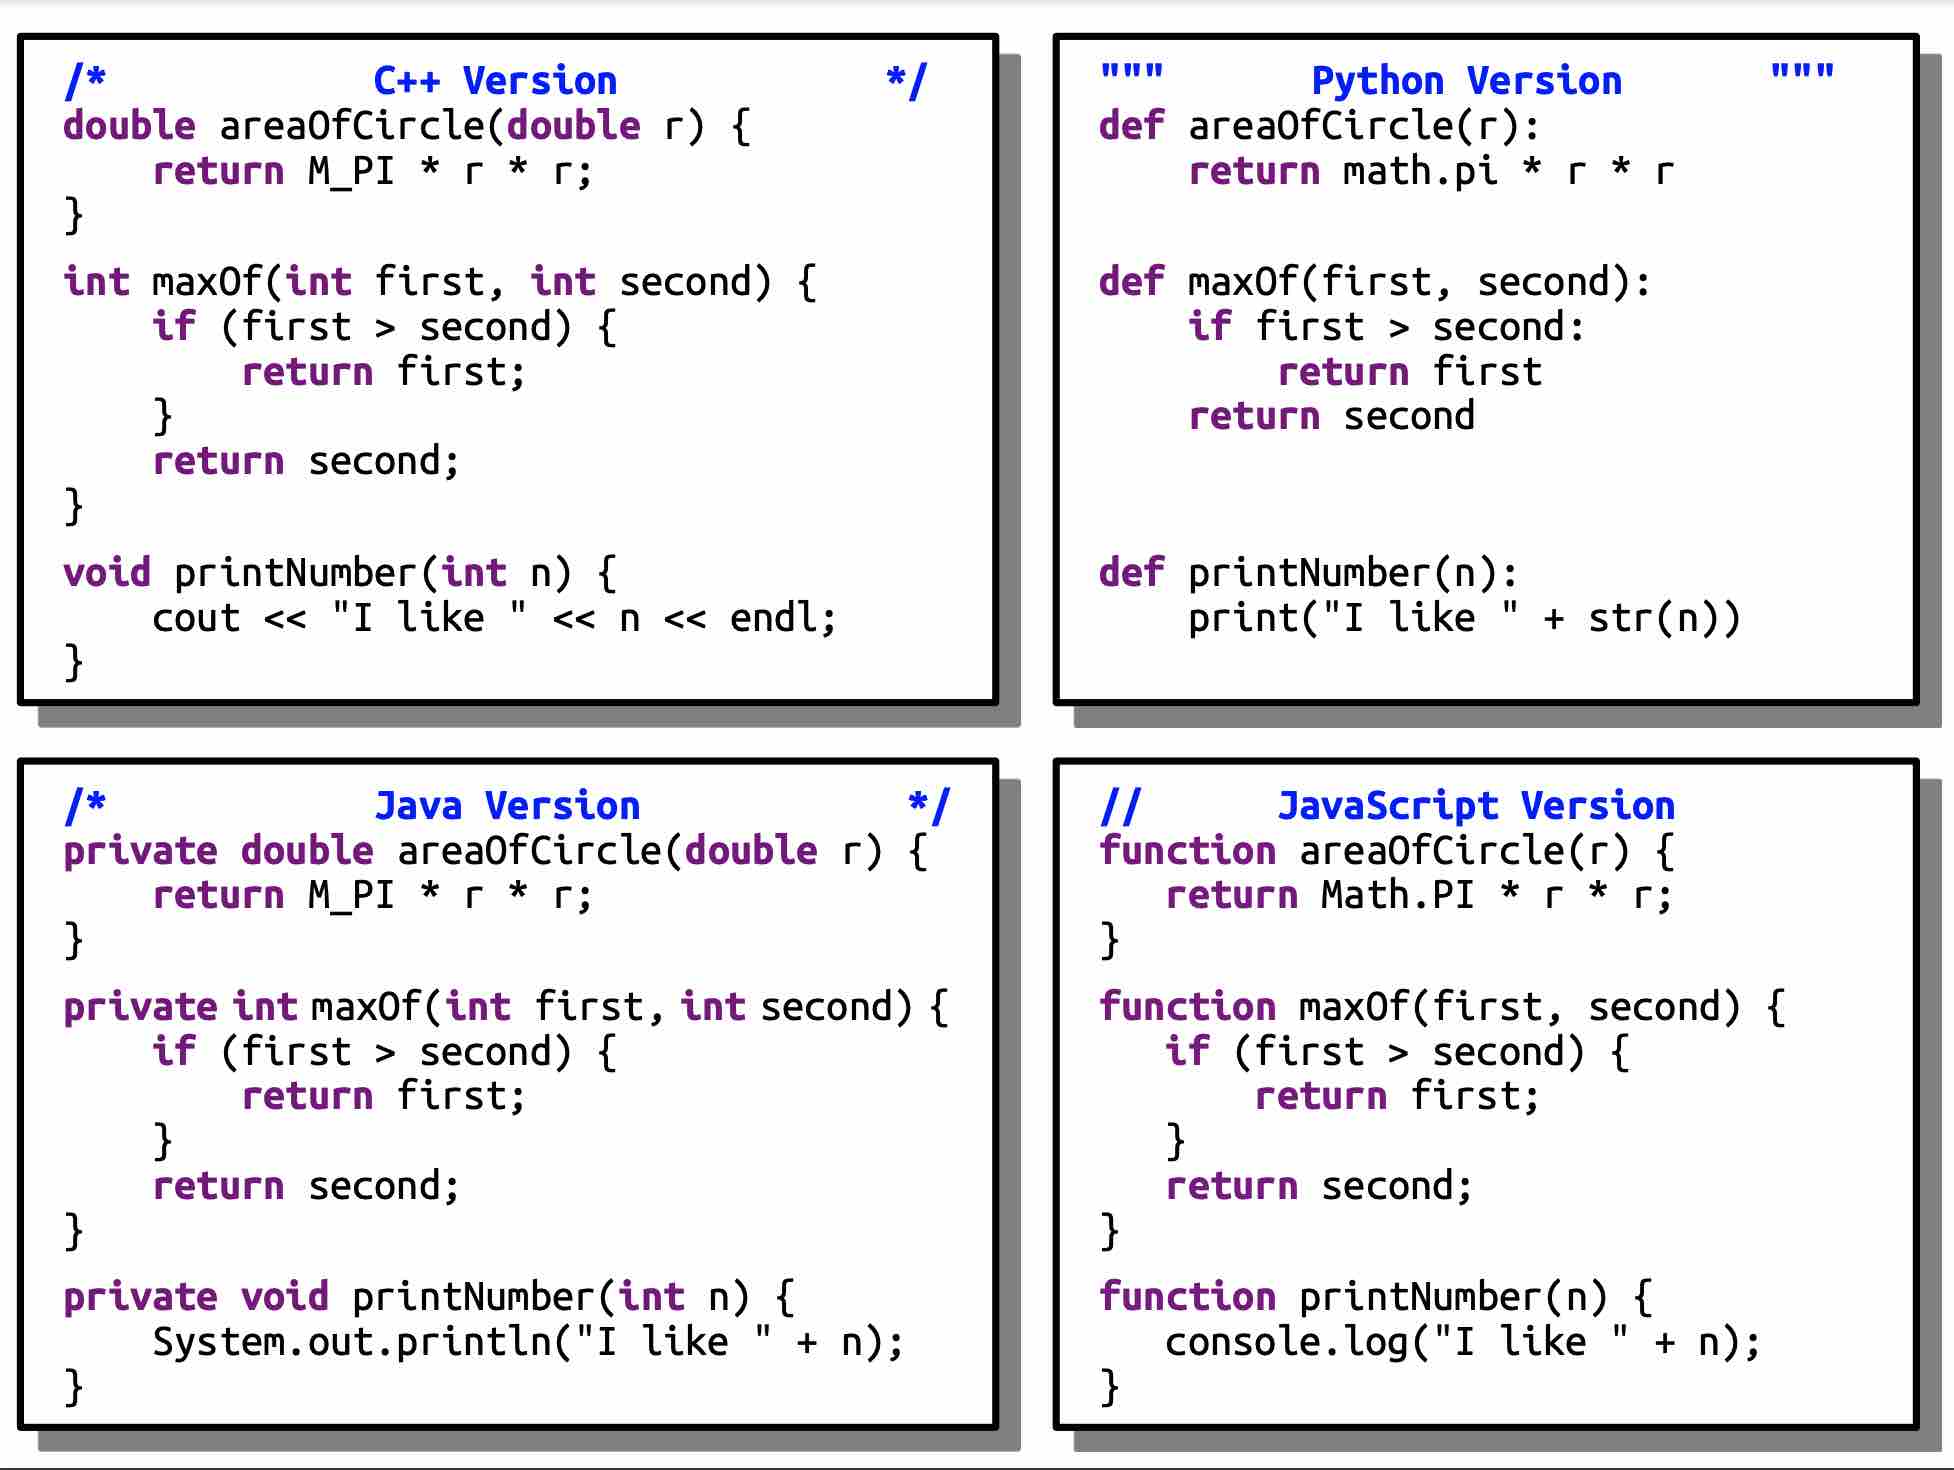 /*            C++ Version            */
double areaOfCircle(double r) {
    return M_PI * r * r;
}
int maxOf(int first, int second) {
    if (first > second) {
        return first;
    }
    return second;
}
void printNumber(int n) {
    cout << "I like " << n << endl;
}
"""       Python Version       """
def areaOfCircle(r):
    return math.pi * r * r
def maxOf(first, second):
    if first > second:
        return first
    return second
def printNumber(n):
    print("I like " + str(n))
/*            Java Version            */
private double areaOfCircle(double r) {
    return M_PI * r * r;
}
private int maxOf(int first, int second) {
    if (first > second) {
        return first;
    }
    return second;
}
private void printNumber(int n) {
    System.out.println("I like " + n);
}
//      JavaScript Version
function areaOfCircle(r) {
   return Math.PI * r * r;
}
function maxOf(first, second) {
   if (first > second) {
       return first;
   }
   return second;
}
function printNumber(n) {
   console.log("I like " + n);
}